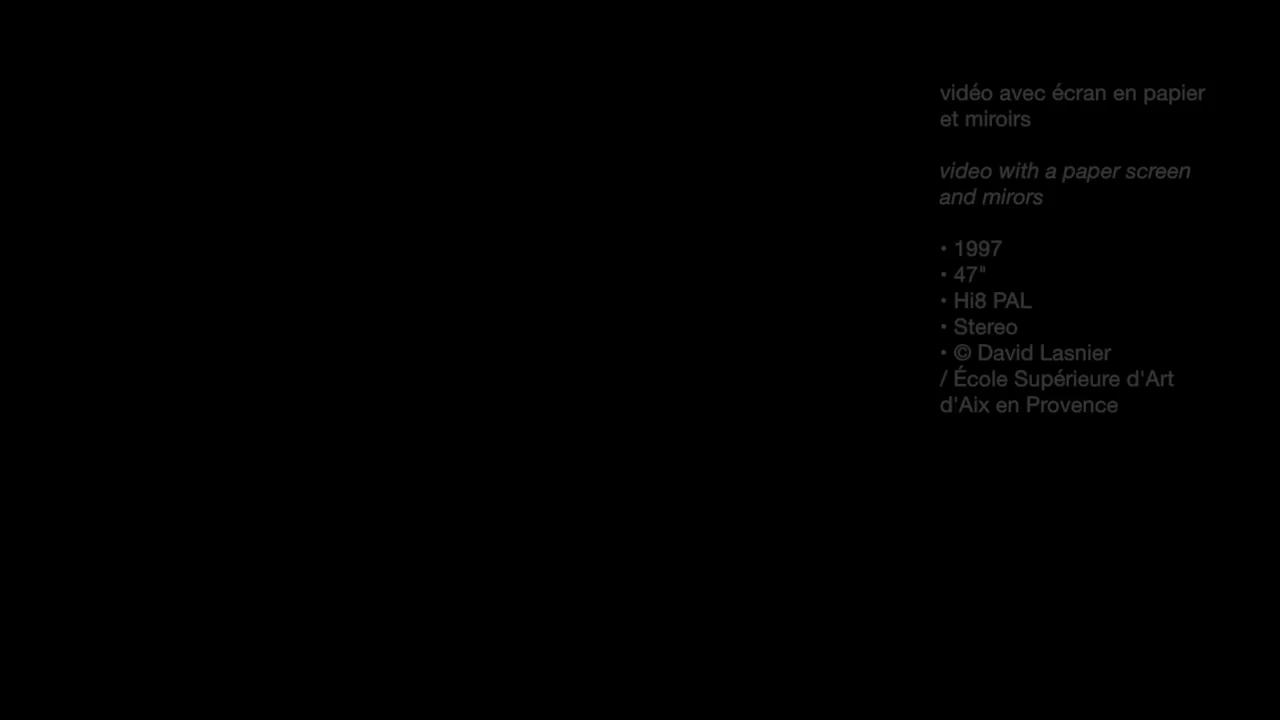 vidéo avec écran en papier
et miroirs
video with a paper screen
and mirors
• 1997
• 47"
• Hi8 PAL
• Stereo
• © David Lasnier
/ École Supérieure d'Art
d'Aix en Provence